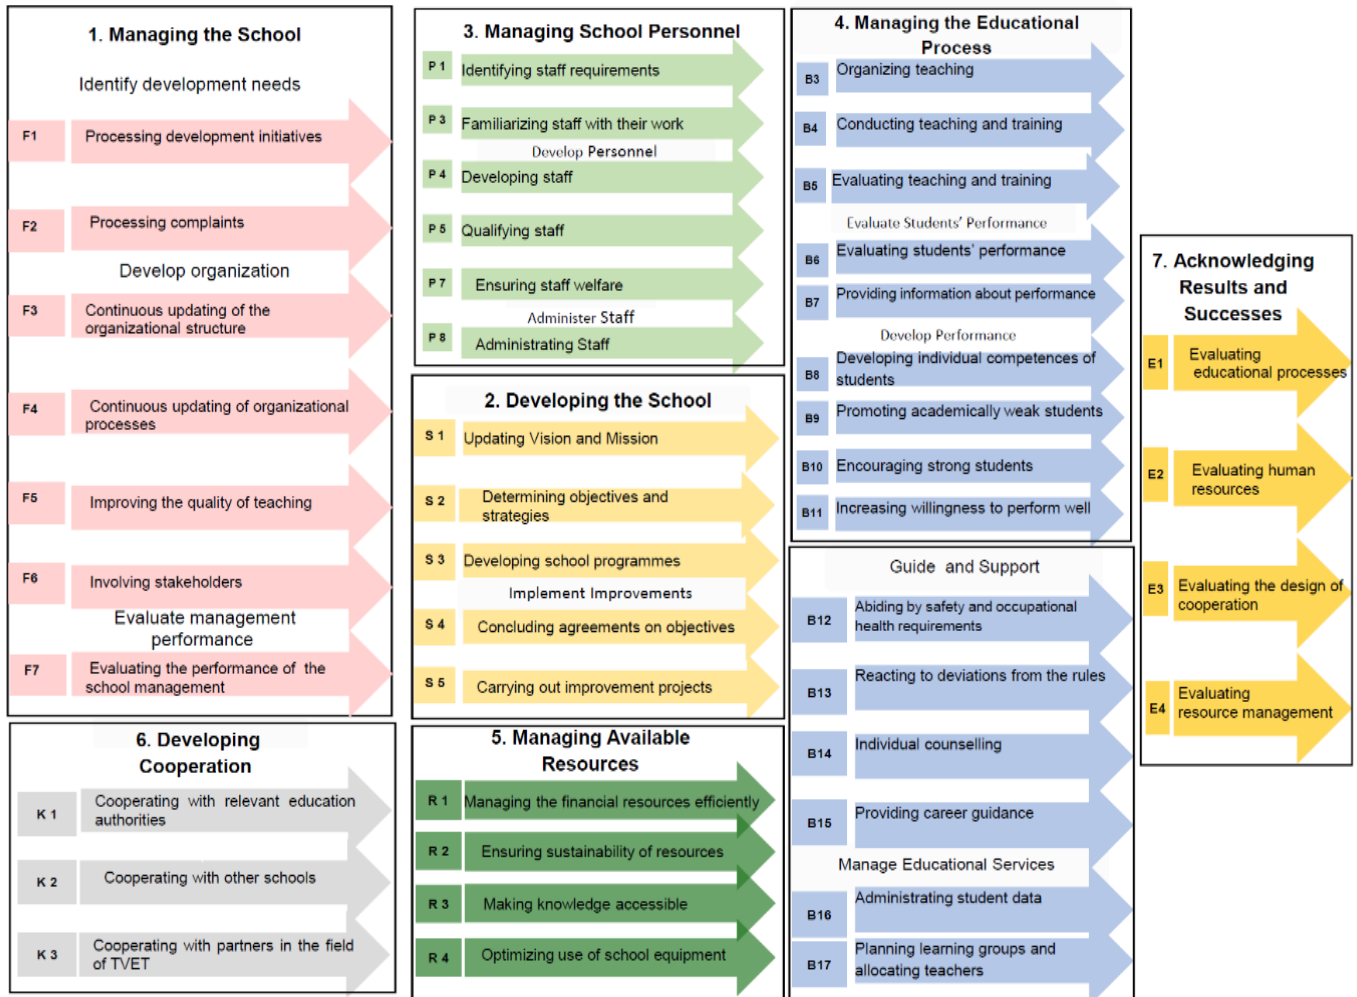 1. Managing the School
Identify development needs
F1
Processing development initiatives
F2
Processing complaints
Develop organization
F3
Continuous updating of the
organizational structure
F4
Continuous updating of organizational
processes
F5
Improving the quality of teaching
F6
Involving stakeholders
Evaluate management
performance
F7
Evaluating the performance of the
school management
6. Developing
Cooperation
K 1
Cooperating with relevant education
authorities
K 2
Cooperating with other schools
K 3
Cooperating with partners in the field
of TVET
3. Managing School Personnel
P 1
Identifying staff requirements
P 3
Familiarizing staff with their work
Develop Personnel
P 4
Developing staff
P 5
Qualifying staff
P 7
Ensuring staff welfare
Administer Staff
P 8
Administrating Staff
2. Developing the School
S 1
Updating Vision and Mission
S 2
Determining objectives and
strategies
S 3
Developing school programmes
Implement Improvements
S 4
Concluding agreements on objectives
S 5
Carrying out improvement projects
5. Managing Available
Resources
R 1
Managing the financial resources efficiently
R 2
Ensuring sustainability of resources
R 3
Making knowledge accessible
R 4
Optimizing use of school equipment
4. Managing the Educational
Process
B3
Organizing teaching
B4
Conducting teaching and training
B5
Evaluating teaching and training
Evaluate Students' Performance
B6
Evaluating students' performance
B7
Providing information about performance
Develop Performance
B8
Developing individual competences of
students
B9
Promoting academically weak students
B10
Encouraging strong students
B11
Increasing willingness to perform well
Guide and Support
B12
Abiding by safety and occupational
health requirements
B13
Reacting to deviations from the rules
B14
Individual counselling
B15
Providing career guidance
Manage Educational Services
B16
Administrating student data
B17
Planning learning groups and
allocating teachers
7. Acknowledging
Results and
Successes
E1
Evaluating
educational processes
E2
Evaluating human
resources
E3
Evaluating the design of
cooperation
E4
Evaluating
resource management